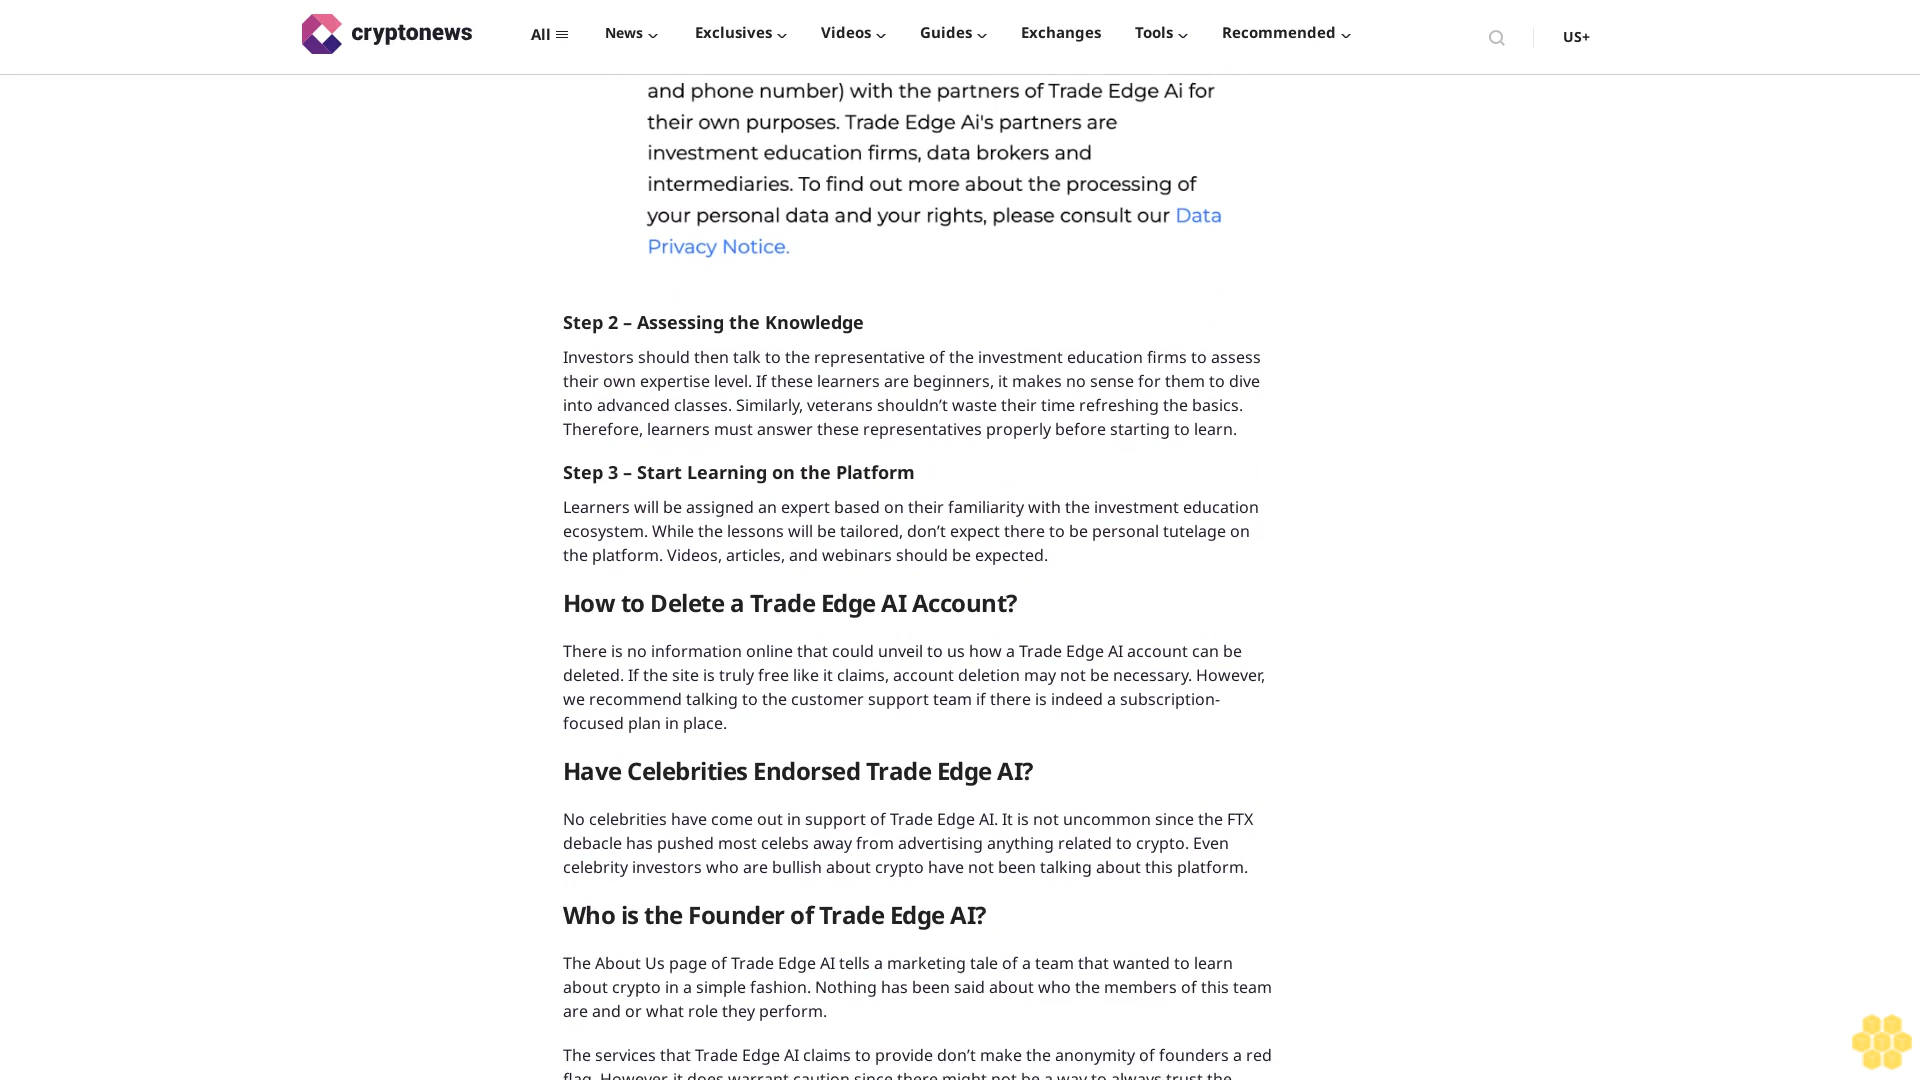 cryptonews
All
News
Exclusives
Videos
Guides
Exchanges
Tools
Recommended
US+
and phone number) with the partners of Trade Edge Ai for
their own purposes. Trade Edge Ai's partners are
investment education firms, data brokers and
intermediaries. To find out more about the processing of
your personal data and your rights, please consult our Data
Privacy Notice.
Step 2 – Assessing the Knowledge
Investors should then talk to the representative of the investment education firms to assess
their own expertise level. If these learners are beginners, it makes no sense for them to dive
into advanced classes. Similarly, veterans shouldn’t waste their time refreshing the basics.
Therefore, learners must answer these representatives properly before starting to learn.
Step 3 – Start Learning on the Platform
Learners will be assigned an expert based on their familiarity with the investment education
ecosystem. While the lessons will be tailored, don’t expect there to be personal tutelage on
the platform. Videos, articles, and webinars should be expected.
How to Delete a Trade Edge AI Account?
There is no information online that could unveil to us how a Trade Edge AI account can be
deleted. If the site is truly free like it claims, account deletion may not be necessary. However,
we recommend talking to the customer support team if there is indeed a subscription-
focused plan in place.
Have Celebrities Endorsed Trade Edge AI?
No celebrities have come out in support of Trade Edge AI. It is not uncommon since the FTX
debacle has pushed most celebs away from advertising anything related to crypto. Even
celebrity investors who are bullish about crypto have not been talking about this platform.
Who is the Founder of Trade Edge AI?
The About Us page of Trade Edge AI tells a marketing tale of a team that wanted to learn
about crypto in a simple fashion. Nothing has been said about who the members of this team
are and or what role they perform.
The services that Trade Edge AI claims to provide don’t make the anonymity of founders a red
flag. However, it does warrant caution since there might not be a way to always trust the